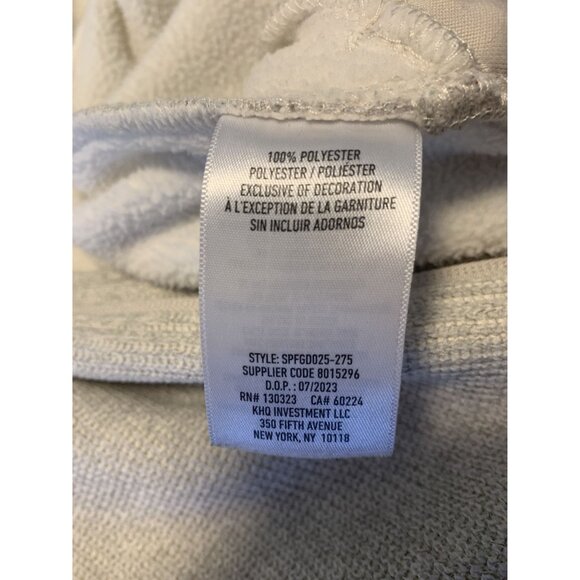 100% POLYESTER
POLYESTER / POLIÉSTER
EXCLUSIVE OF DECORATION
À L'EXCEPTION DE LA GARNITURE
SIN INCLUIR ADORNOS
STYLE: SPFGD025-275
SUPPLIER CODE 8015296
D.O.P. : 07/2023
RN# 130323 CA# 60224
KHQ INVESTMENT LLC
350 FIFTH AVENUE
NEW YORK, NY 10118